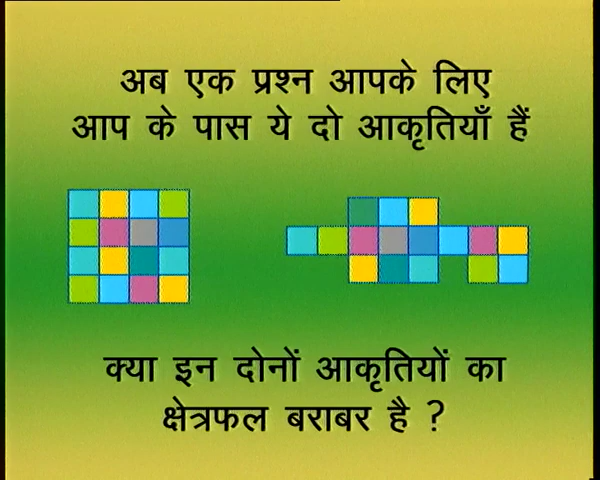 अब एक प्रश्न आपके लिए
आप के पास ये दो आकृतियाँ हैं
क्या इन दोनों आकृतियों का
क्षेत्रफल बराबर है ?